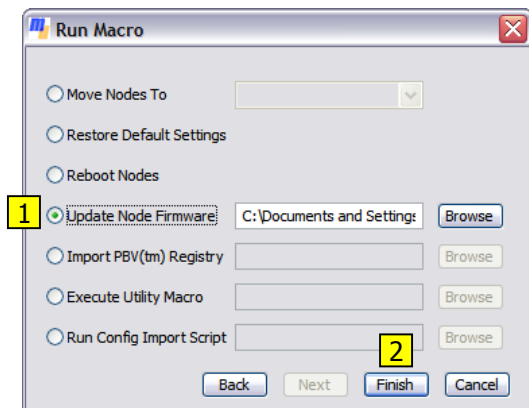 Run Macro
Move Nodes To
Restore Default Settings
Reboot Nodes
1 Update Node Firmware C:\Documents and Settings Browse
Import PBV(tm) Registry Browse
Execute Utility Macro Browse
Run Config Import Script Browse
2
Back Next Finish Cancel